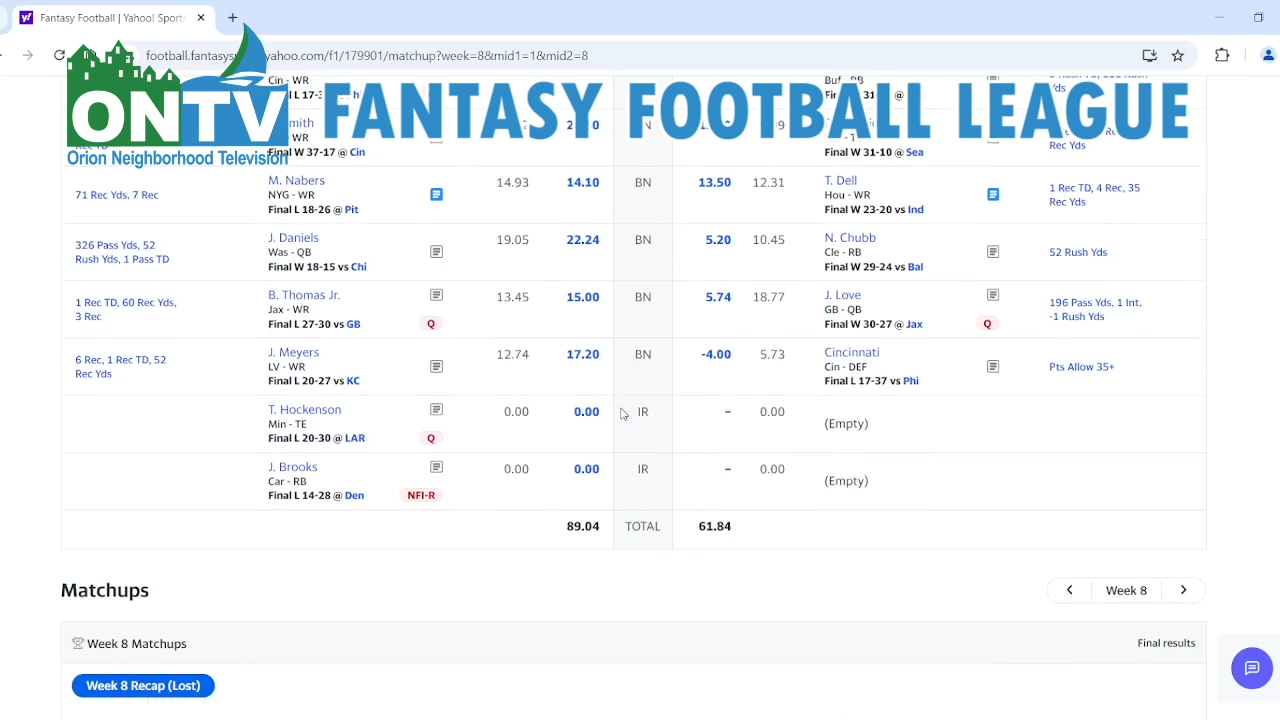 Fantasy Football | Yahoo! Sports
yahoo.com/f1/179901/matchup?week=8&mid1=1&mid2=8
ONTV
Orion Neighborhood Television
FANTASY FOOTBALL LEAGUE
Cin - WR
Buf - RB
Final W 37-17 @ Cin
Final W 31-10 @ Sea
Rec Yds
71 Rec Yds, 7 Rec
M. Nabers
NYG - WR
Final L 18-26 @ Pit
14.93 14.10 BN 13.50 12.31
T. Dell
Hou - WR
Final W 23-20 vs Ind
1 Rec TD, 4 Rec, 35
Rec Yds
326 Pass Yds, 52
Rush Yds, 1 Pass TD
J. Daniels
Was - QB
Final W 18-15 vs Chi
19.05 22.24 BN 5.20 10.45
N. Chubb
Cle - RB
Final W 29-24 vs Bal
52 Rush Yds
1 Rec TD, 60 Rec Yds,
3 Rec
B. Thomas Jr.
Jax - WR
Final L 27-30 vs GB
Q
13.45 15.00 BN 5.74 18.77
J. Love
GB - QB
Final W 30-27 @ Jax
Q
196 Pass Yds, 1 Int,
-1 Rush Yds
6 Rec, 1 Rec TD, 52
Rec Yds
J. Meyers
LV - WR
Final L 20-27 vs KC
12.74 17.20 BN -4.00 5.73
Cincinnati
Cin - DEF
Final L 17-37 vs Phi
Pts Allow 35+
T. Hockenson
Min - TE
Final L 20-30 @ LAR
Q
0.00 0.00 IR – 0.00
(Empty)
J. Brooks
Car - RB
Final L 14-28 @ Den
NFI-R
0.00 0.00 IR – 0.00
(Empty)
89.04 TOTAL 61.84
Matchups
Week 8
Week 8 Matchups
Final results
Week 8 Recap (Lost)